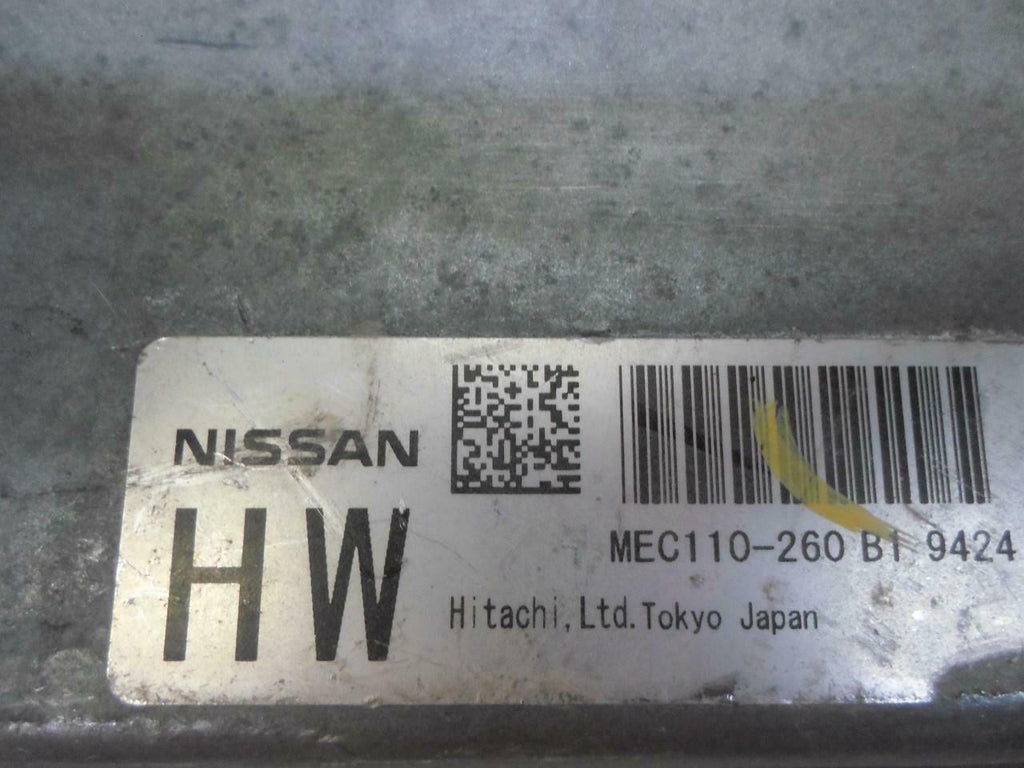 NISSAN
HW
MEC110-260 B1 9424
Hitachi,Ltd.Tokyo Japan